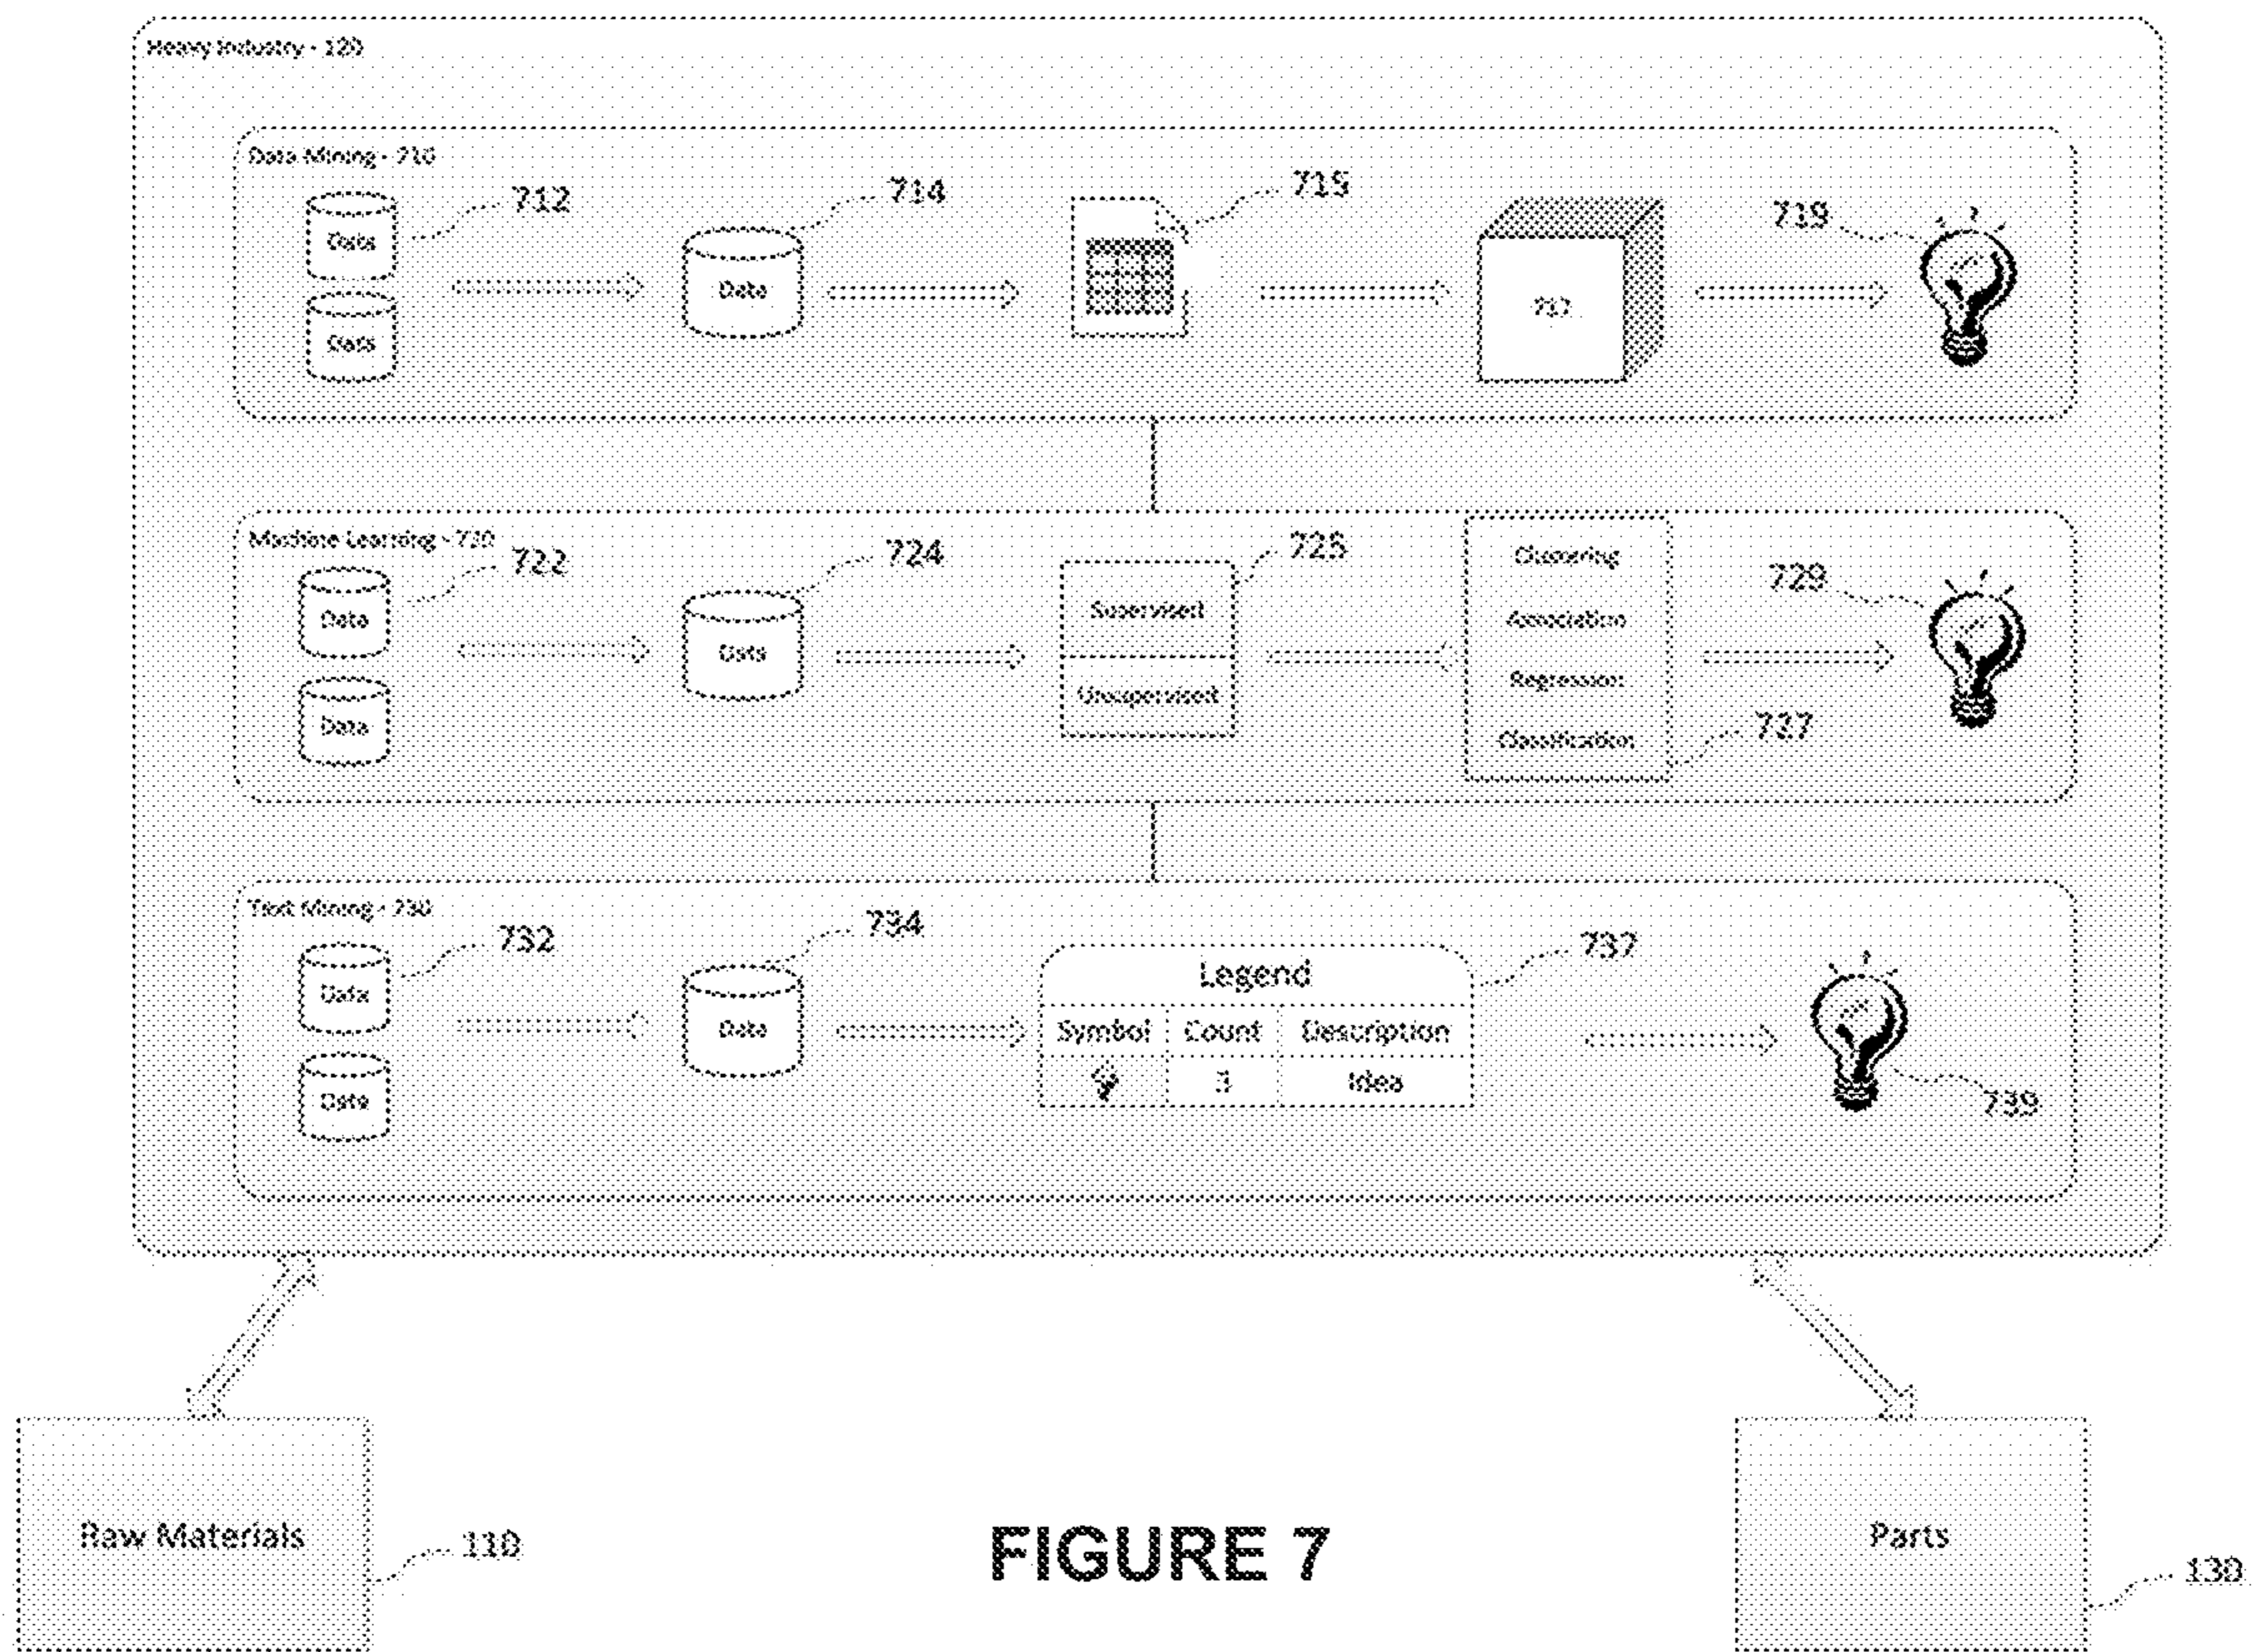 Heavy Industry - 120
Data Mining - 710
712
714
715
719
Data
Data
Data
717
Machine Learning - 720
722
724
725
729
727
Data
Data
Data
Supervised
Unsupervised
Clustering
Association
Regression
Classification
Text Mining - 730
732
734
737
739
Data
Data
Data
Legend
Symbol Count Description
3 Idea
Raw Materials
110
FIGURE 7
Parts
130